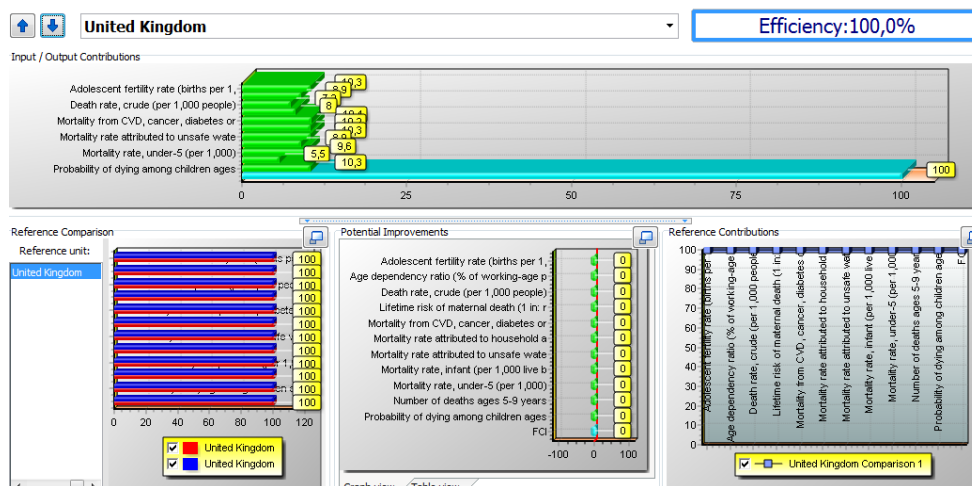 United Kingdom
Efficiency:100,0%
Input / Output Contributions
Adolescent fertility rate (births per 1,
Death rate, crude (per 1,000 people)
Mortality from CVD, cancer, diabetes or
Mortality rate attributed to unsafe wate
Mortality rate, under-5 (per 1,000)
Probability of dying among children ages
10,3
8,9
8
10,3
8,9
9,6
5,5
10,3
100
0
25
50
75
100
Reference Comparison
Reference unit:
United Kingdom
100
100
100
100
100
100
100
100
100
100
100
100
0 20 40 60 80 100 120
United Kingdom
United Kingdom
Potential Improvements
Adolescent fertility rate (births per 1,
Age dependency ratio (% of working-age p
Death rate, crude (per 1,000 people)
Lifetime risk of maternal death (1 in: r
Mortality from CVD, cancer, diabetes or
Mortality rate attributed to household a
Mortality rate attributed to unsafe wate
Mortality rate, infant (per 1,000 live b
Mortality rate, under-5 (per 1,000)
Number of deaths ages 5-9 years
Probability of dying among children ages
FCI
0
0
0
0
0
0
0
0
0
0
0
0
-100 0 100
Graph view Table view
Reference Contributions
100
90
80
70
60
50
40
30
20
10
0
Adolescent fertility rate (births per
Age dependency ratio (% of working-age
Death rate, crude (per 1,000 people
Lifetime risk of maternal death (1 in:
Mortality from CVD, cancer, diabetes
Mortality rate attributed to household
Mortality rate attributed to unsafe wat
Mortality rate, infant (per 1,000 live
Mortality rate, under-5 (per 1,000
Number of deaths ages 5-9 year
Probability of dying among children age
United Kingdom Comparison 1